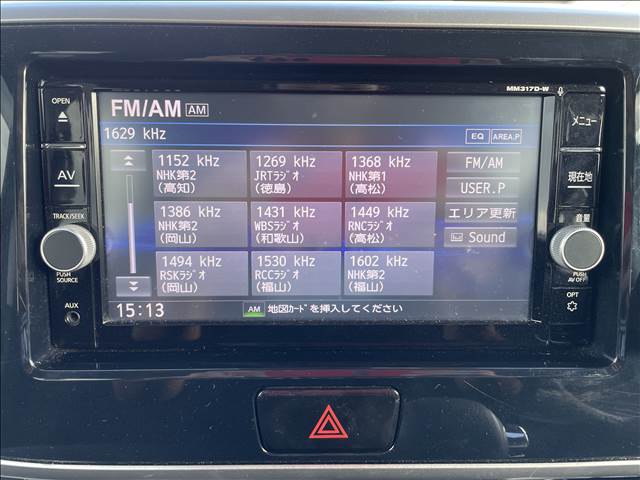 MM317D-W
OPEN
FM/AM AM
1629 kHz
EQ AREA.P
メニュー
AV
1152 kHz
NHK第2
(高知)
1269 kHz
JRTラジオ
(徳島)
1368 kHz
NHK第1
(高松)
FM/AM
現在地
USER.P
TRACK/SEEK
1386 kHz
NHK第2
(岡山)
1431 kHz
WBSラジオ
(和歌山)
1449 kHz
RNCラジオ
(高松)
エリア更新
音量
Sound
PUSH
SOURCE
1494 kHz
RSKラジオ
(岡山)
1530 kHz
RCCラジオ
(福山)
1602 kHz
NHK第2
(福山)
PUSH
AV OFF
AUX
15:13
AM 地図カードを挿入してください
OPT